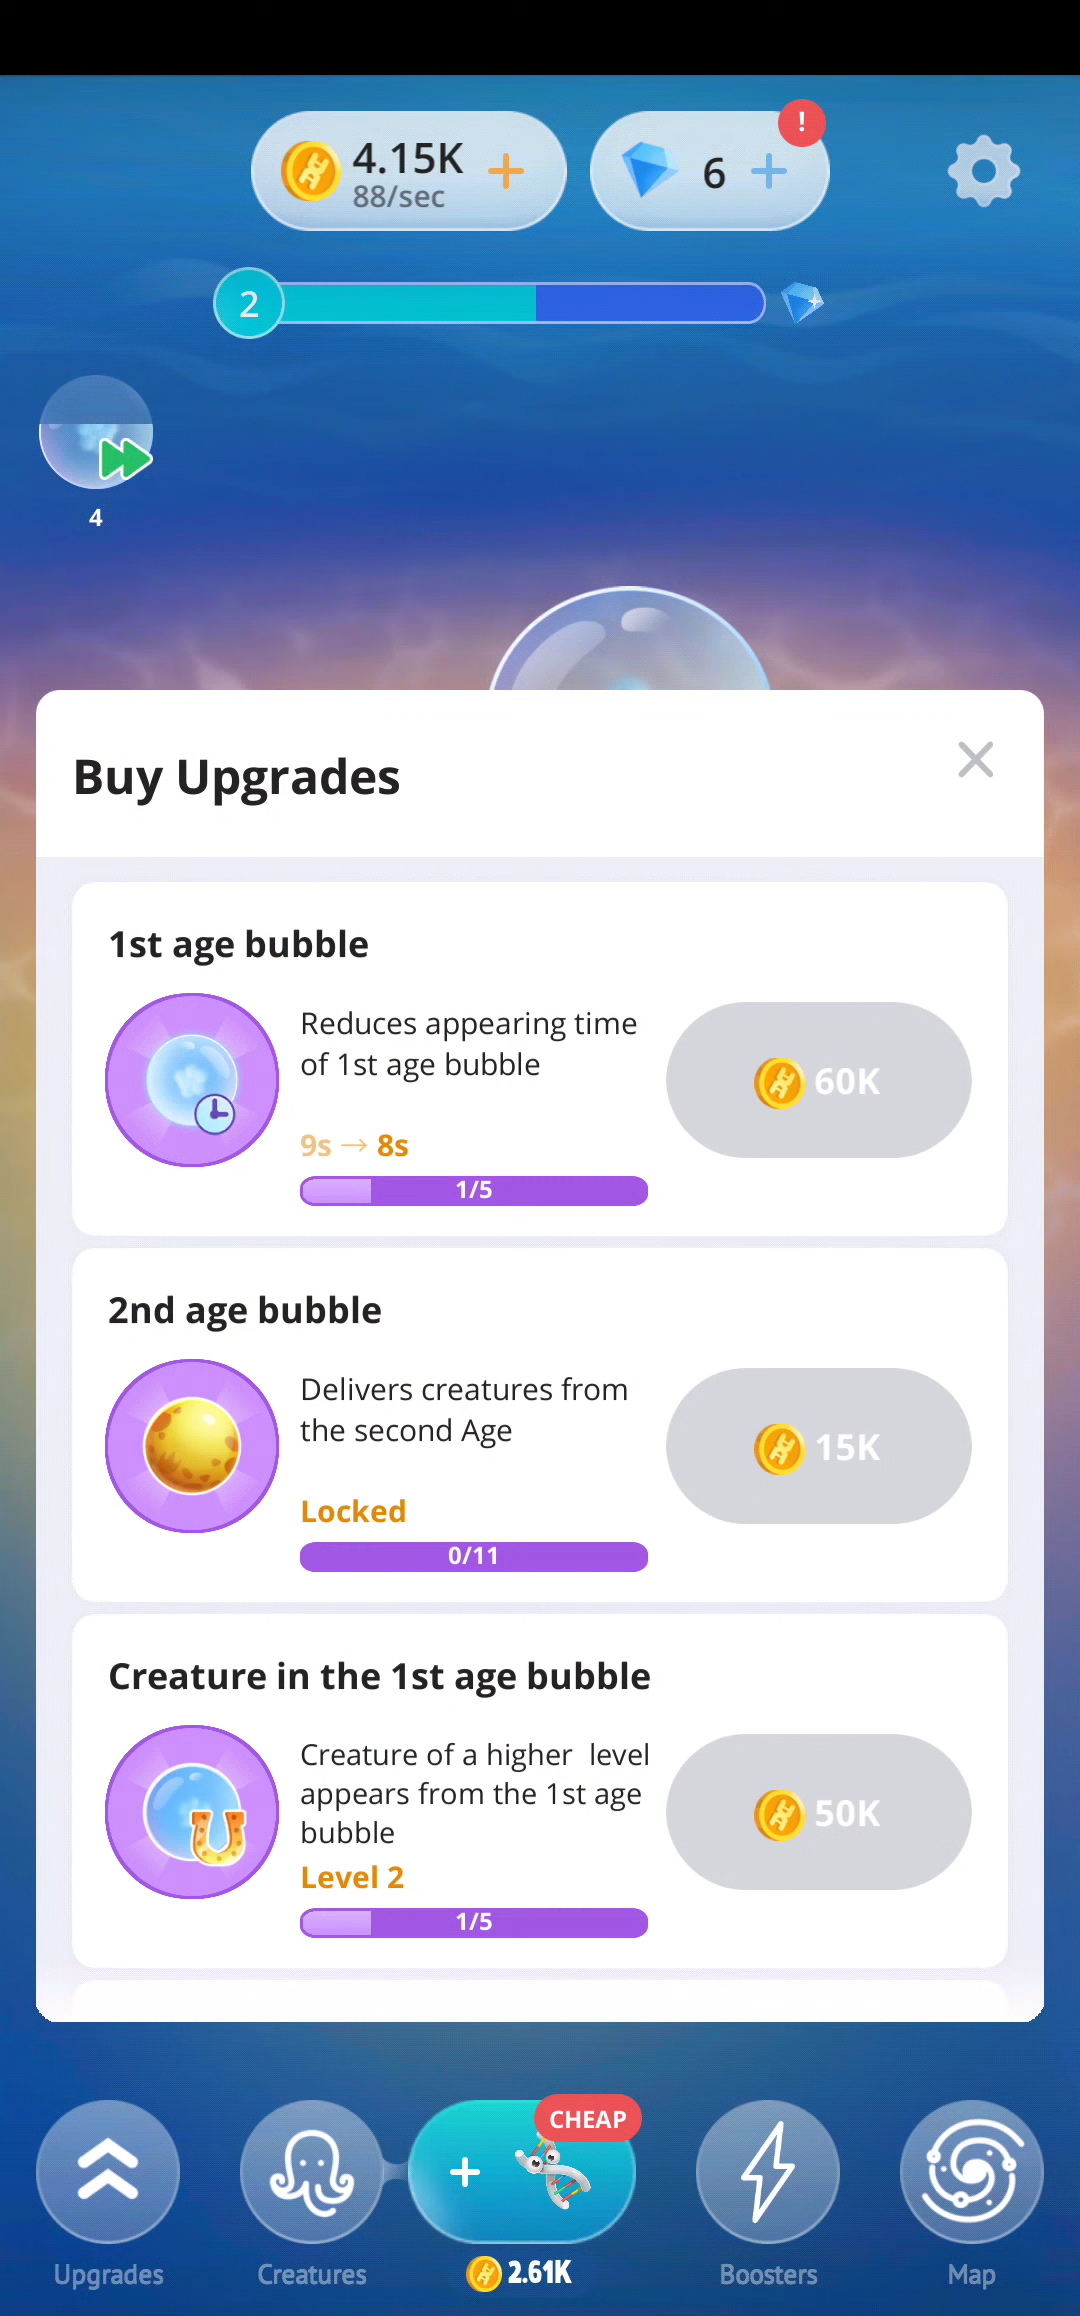 4.15K
88/sec
6
!
2
4
Buy Upgrades
1st age bubble
Reduces appearing time
of 1st age bubble
9s → 8s
1/5
60K
2nd age bubble
Delivers creatures from
the second Age
Locked
0/11
15K
Creature in the 1st age bubble
Creature of a higher level
appears from the 1st age
bubble
Level 2
1/5
50K
CHEAP
+
Upgrades
Creatures
2.61K
Boosters
Map